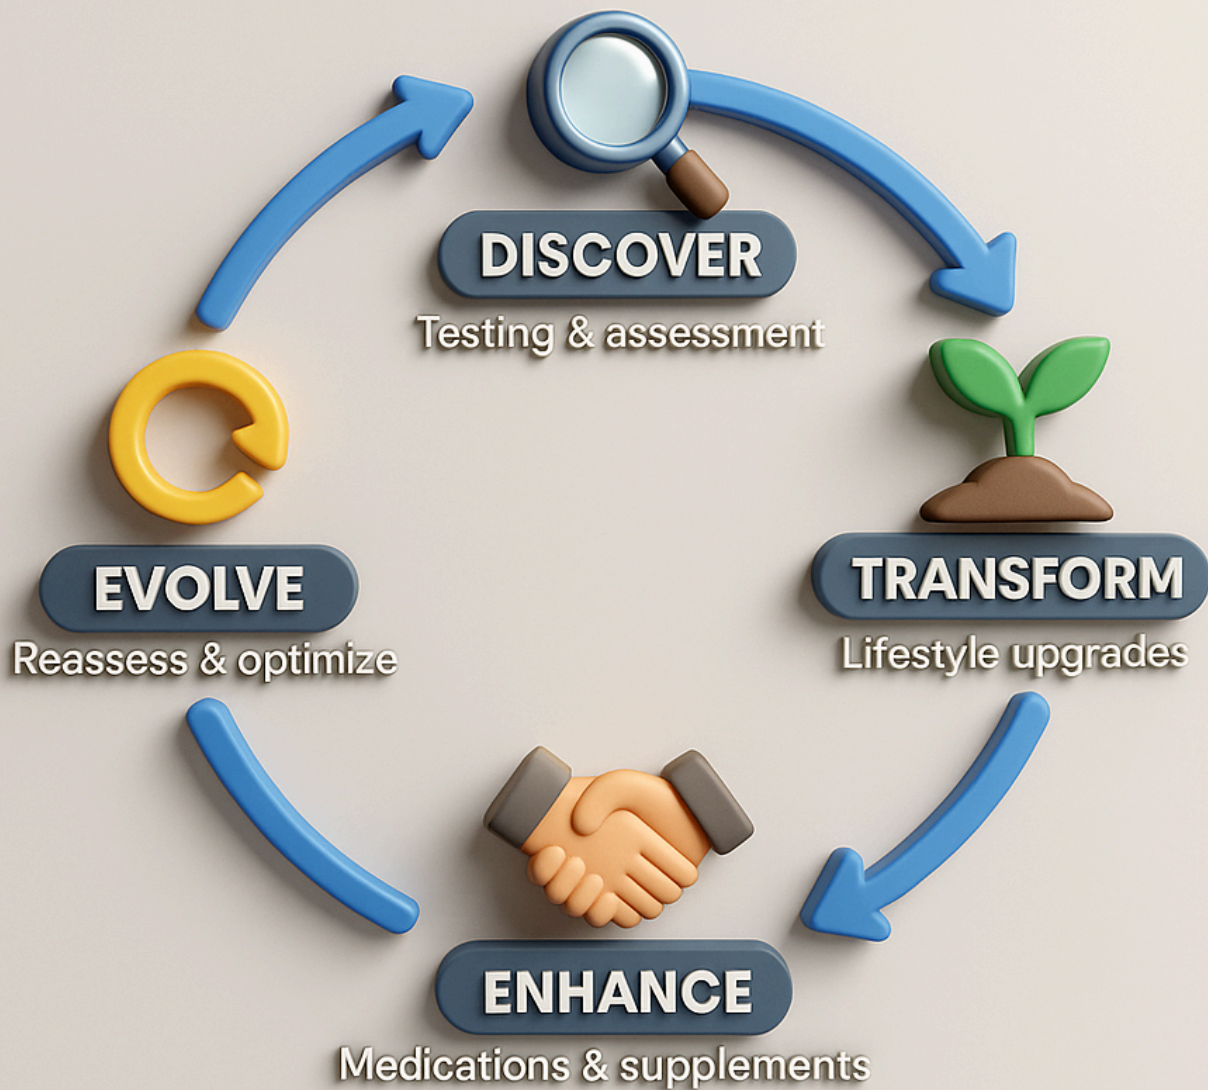 DISCOVER
Testing & assessment
TRANSFORM
Lifestyle upgrades
ENHANCE
Medications & supplements
EVOLVE
Reassess & optimize